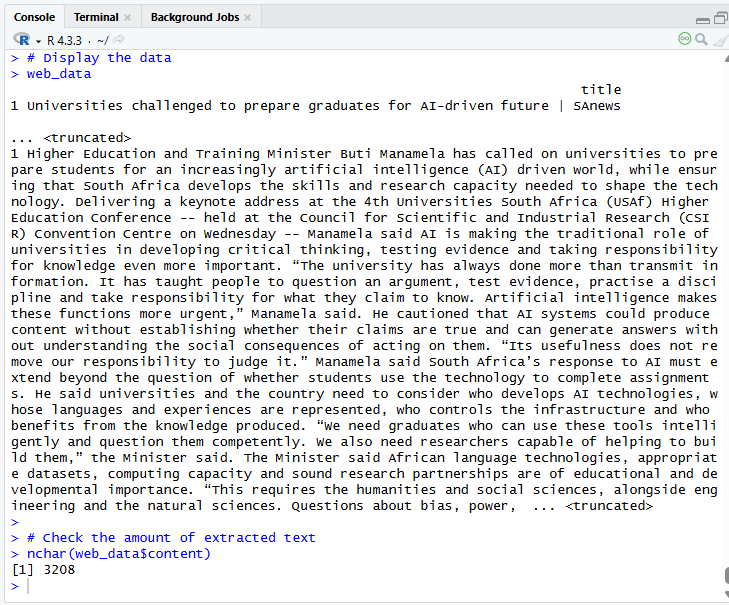 Console Terminal Background Jobs
R 4.3.3 · ~/
> # Display the data
> web_data
title
1 Universities challenged to prepare graduates for AI-driven future | SAnews
... <truncated>
1 Higher Education and Training Minister Buti Manamela has called on universities to pre
pare students for an increasingly artificial intelligence (AI) driven world, while ensur
ing that South Africa develops the skills and research capacity needed to shape the tech
nology. Delivering a keynote address at the 4th Universities South Africa (USAf) Higher
Education Conference -- held at the Council for Scientific and Industrial Research (CSI
R) Convention Centre on Wednesday -- Manamela said AI is making the traditional role of
universities in developing critical thinking, testing evidence and taking responsibility
for knowledge even more important. “The university has always done more than transmit in
formation. It has taught people to question an argument, test evidence, practise a disci
pline and take responsibility for what they claim to know. Artificial intelligence makes
these functions more urgent,” Manamela said. He cautioned that AI systems could produce
content without establishing whether their claims are true and can generate answers with
out understanding the social consequences of acting on them. “Its usefulness does not re
move our responsibility to judge it.” Manamela said South Africa’s response to AI must e
xtend beyond the question of whether students use the technology to complete assignment
s. He said universities and the country need to consider who develops AI technologies, w
hose languages and experiences are represented, who controls the infrastructure and who
benefits from the knowledge produced. “We need graduates who can use these tools intelli
gently and question them competently. We also need researchers capable of helping to bui
ld them,” the Minister said. The Minister said African language technologies, appropriat
e datasets, computing capacity and sound research partnerships are of educational and de
velopmental importance. “This requires the humanities and social sciences, alongside eng
ineering and the natural sciences. Questions about bias, power,  ... <truncated>
>
> # Check the amount of extracted text
> nchar(web_data$content)
[1] 3208
>